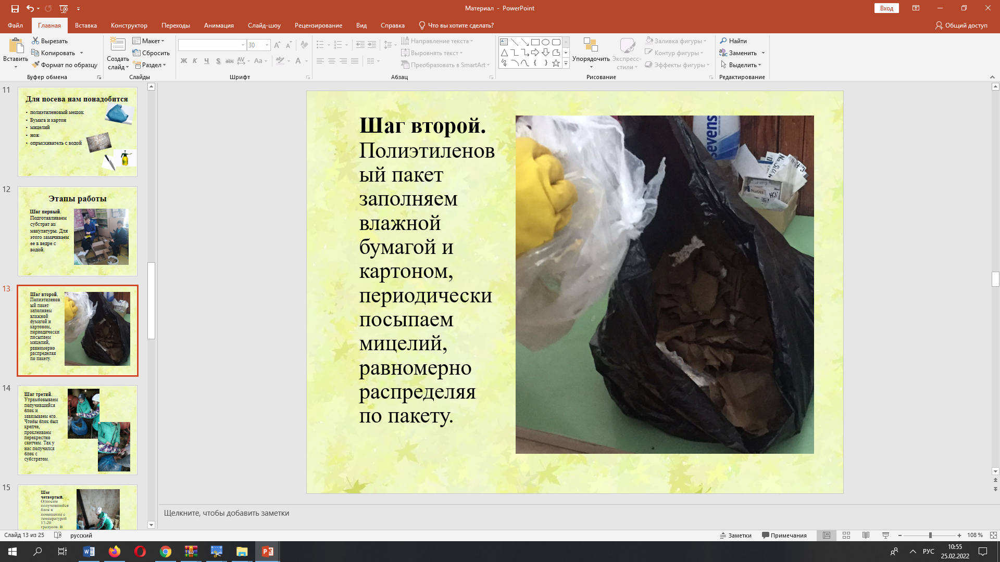 Материал - PowerPoint
Вход
Файл
Главная
Вставка
Конструктор
Переходы
Анимация
Слайд-шоу
Рецензирование
Вид
Справка
Что вы хотите сделать?
Общий доступ
Вставить
Вырезать
Копировать
Формат по образцу
Буфер обмена
Создать
слайд
Макет
Сбросить
Раздел
Слайды
30
Ж К Ч S abc AV Aa А
Шрифт
Направление текста
Выровнять текст
Преобразовать в SmartArt
Абзац
Упорядочить
Экспресс-
стили
Заливка фигуры
Контур фигуры
Эффекты фигуры
Рисование
Найти
Заменить
Выделить
Редактирование
11
Для посева нам понадобится
• полиэтиленовый мешок
• Бумага и картон
• мицелий
• нож
• опрыскиватель с водой
12
Этапы работы
Шаг первый.
Подготавливаем
субстрат из
макулатуры. Для
этого замачиваем
ее в ведре с
водой.
13
Шаг второй.
Полиэтиленов
ый пакет
заполняем
влажной
бумагой и
картоном,
периодически
посыпаем
мицелий,
равномерно
распределяя
по пакету.
14
Шаг третий.
Утрамбовываем
получившийся
блок и
завязываем его.
Чтобы блок был
крепче,
проклеиваем
перекрестно
скотчем. Так у
нас получился
блок с
субстратом.
15
Шаг
четвертый.
Относим
получившийся
блок в
помещение с
температурой
17-20
градусов. В
Шаг второй.
Полиэтиленов
ый пакет
заполняем
влажной
бумагой и
картоном,
периодически
посыпаем
мицелий,
равномерно
распределяя
по пакету.
sevens
NaOH
Щелкните, чтобы добавить заметки
Слайд 13 из 25
русский
Заметки
Примечания
108 %
РУС
10:55
25.02.2022